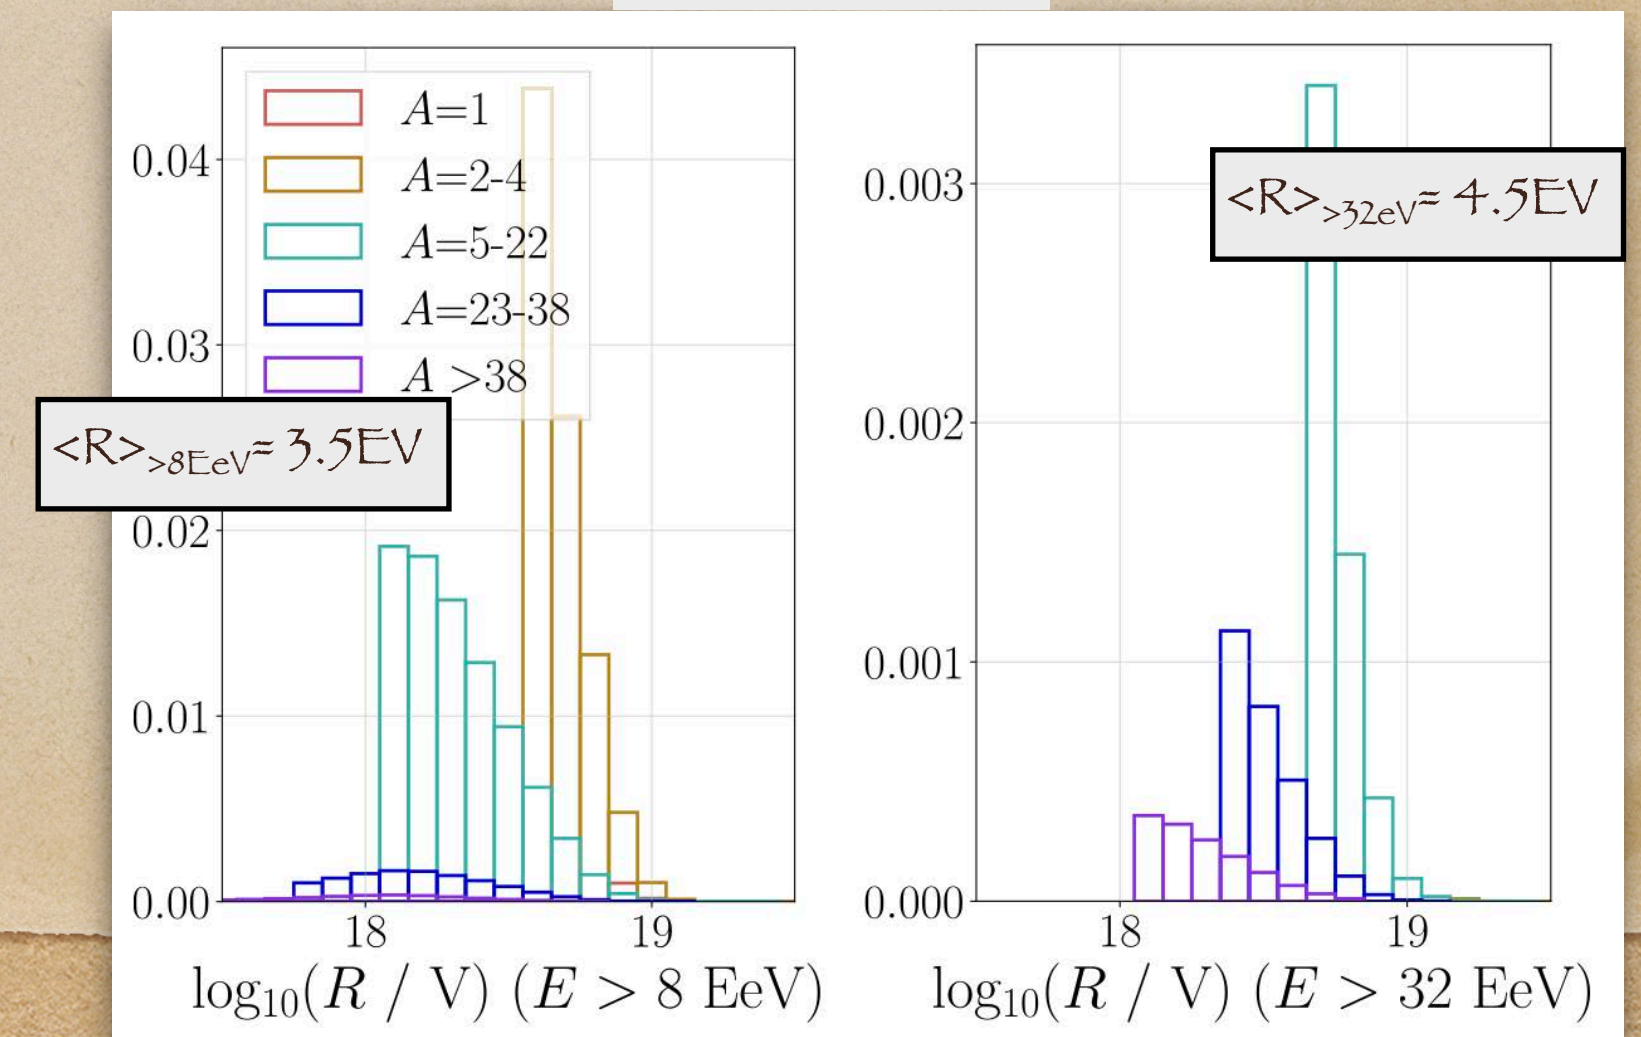 A=1
A=2-4
A=5-22
A=23-38
A >38
0.04
0.03
0.02
0.01
0.00
<R>>8EeV≈ 3.5EV
18 19
log10(R / V) (E > 8 EeV)
0.003
0.002
0.001
0.000
<R>>32eV≈ 4.5EV
18 19
log10(R / V) (E > 32 EeV)